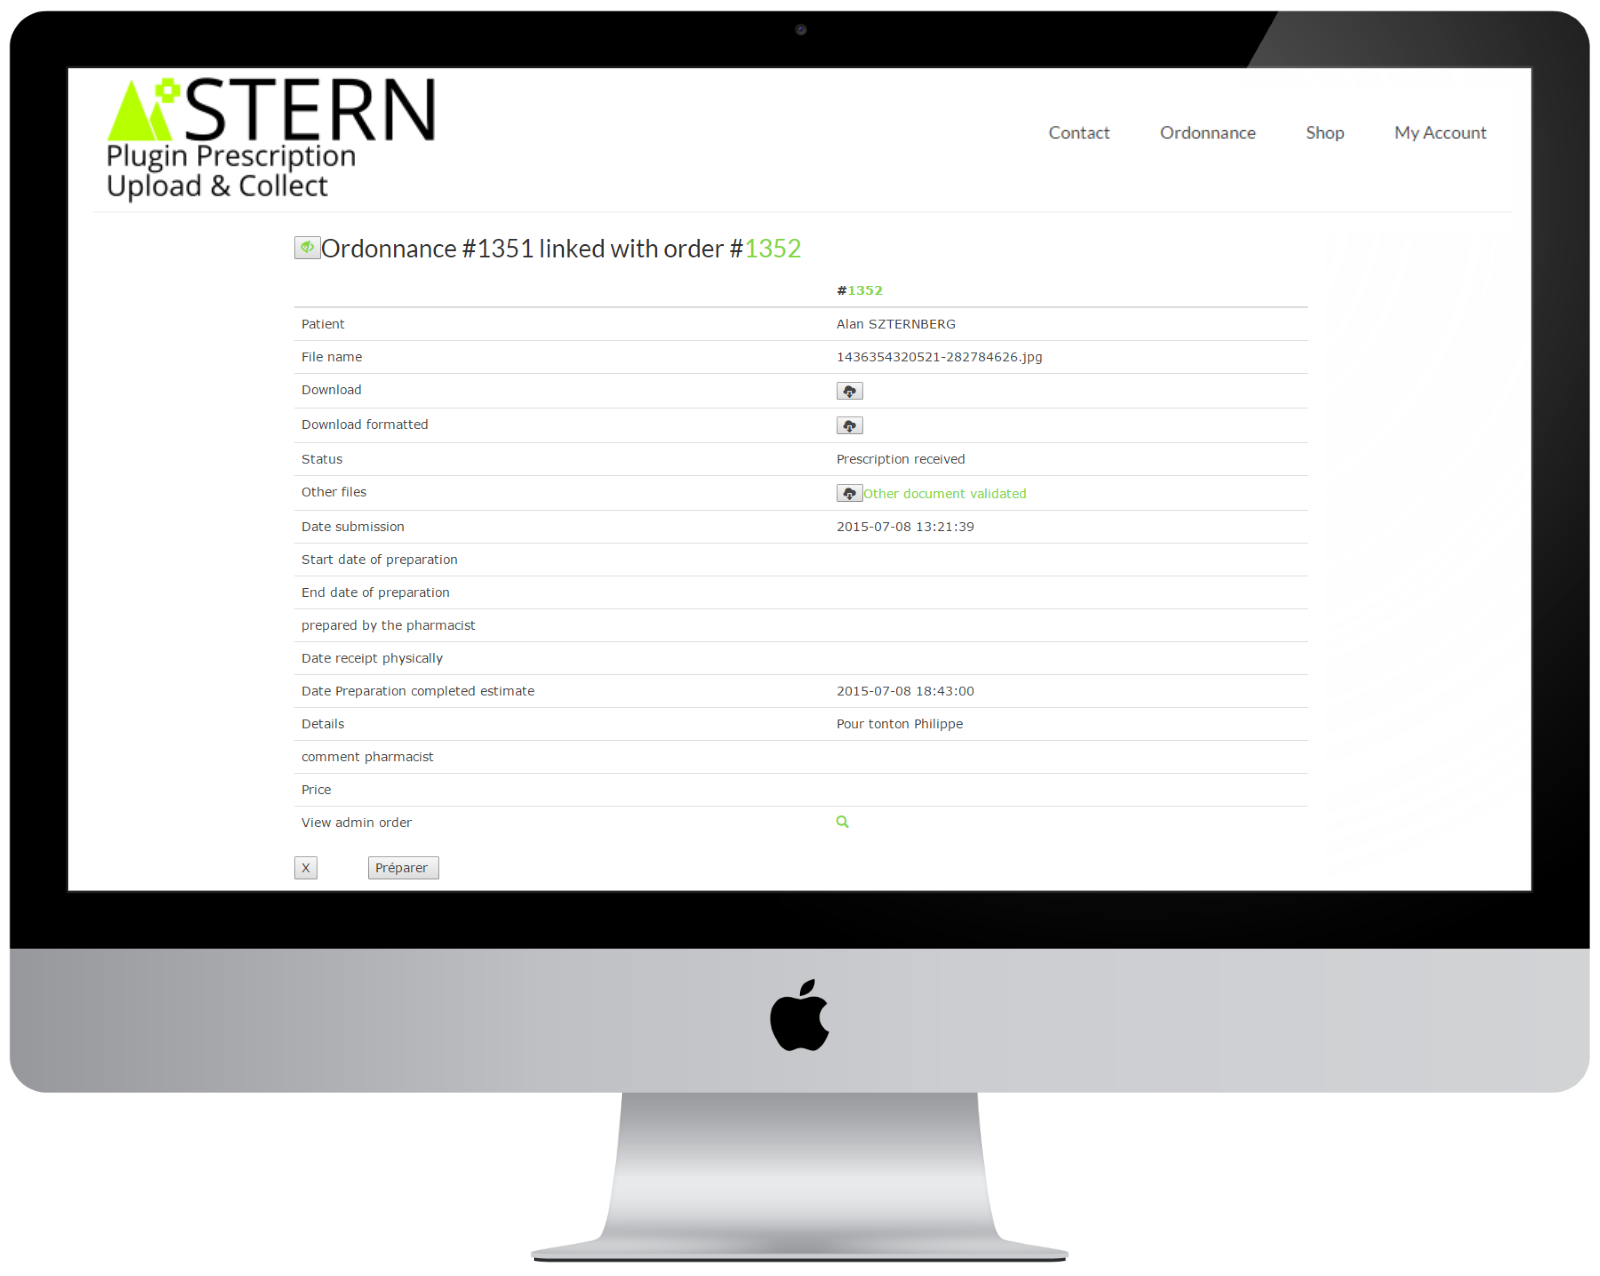 STERN
Plugin Prescription
Upload & Collect
Contact Ordonnance Shop My Account
Ordonnance #1351 linked with order #1352
#1352
Patient Alan SZTERNBERG
File name 1436354320521-282784626.jpg
Download
Download formatted
Status Prescription received
Other files Other document validated
Date submission 2015-07-08 13:21:39
Start date of preparation
End date of preparation
prepared by the pharmacist
Date receipt physically
Date Preparation completed estimate 2015-07-08 18:43:00
Details Pour tonton Philippe
comment pharmacist
Price
View admin order
X Préparer